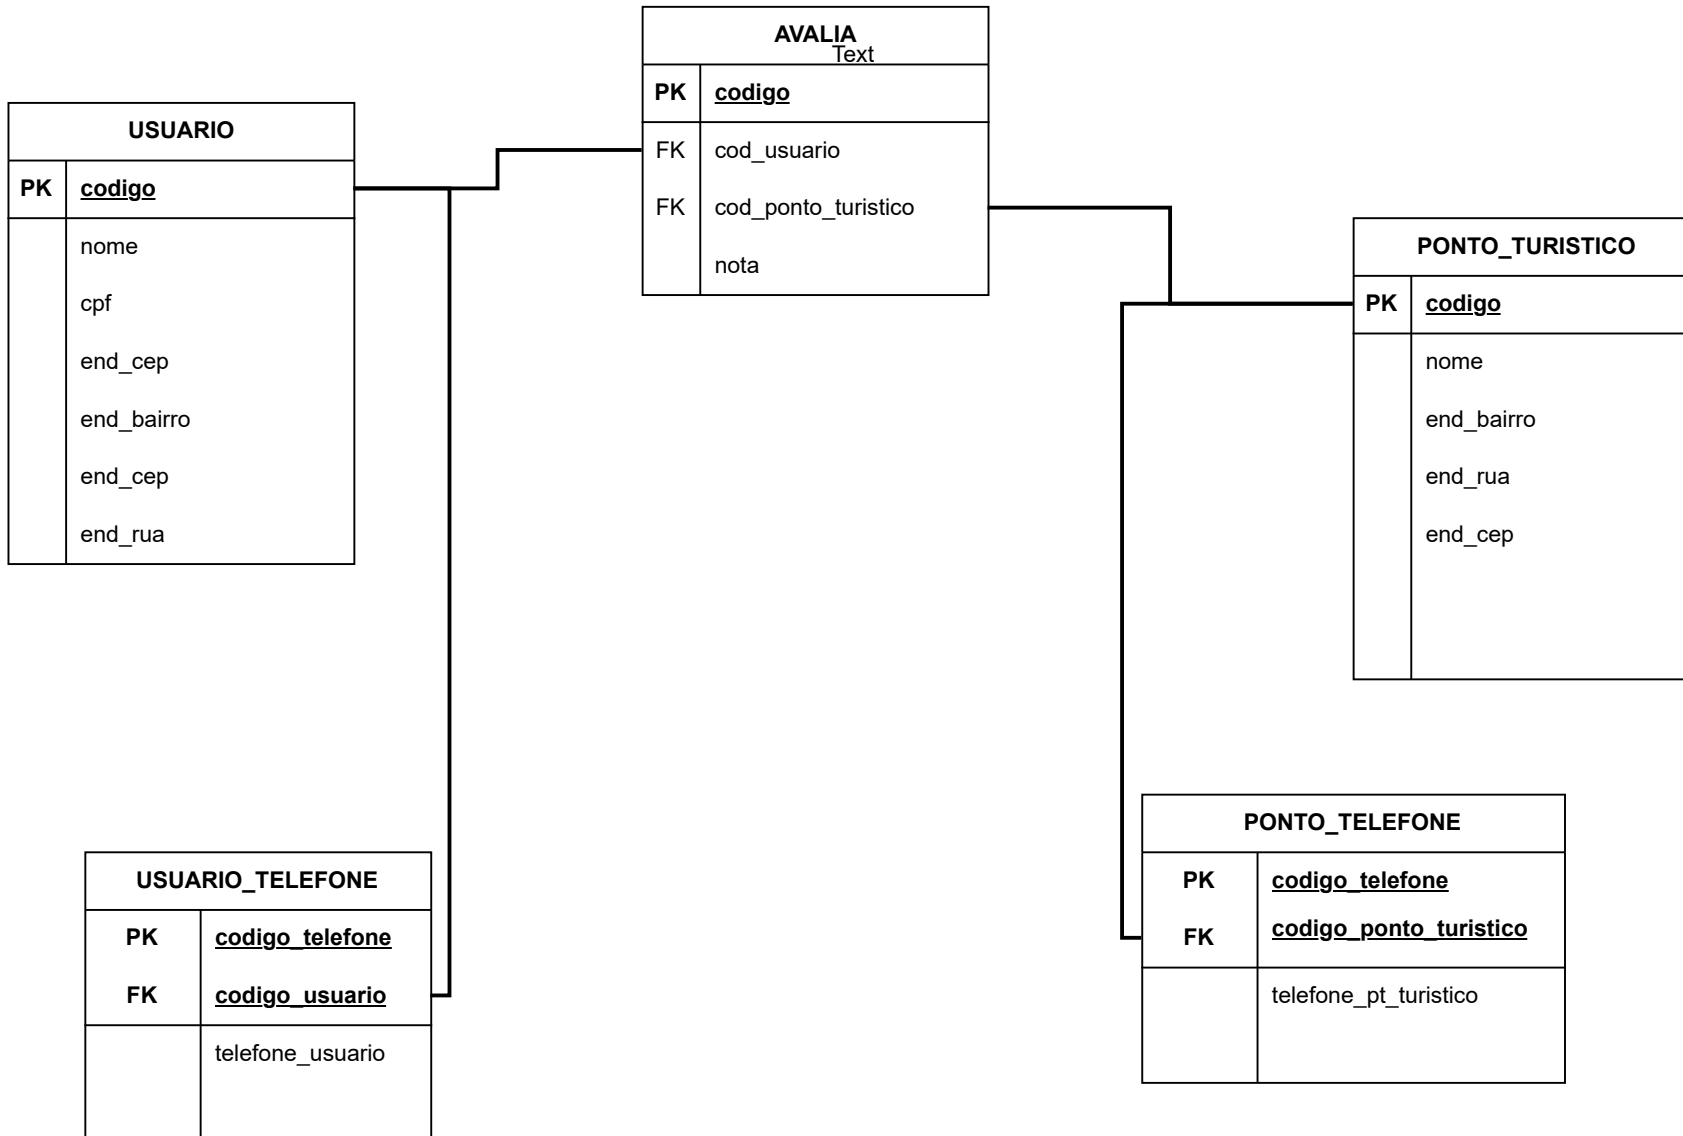 AVALIA
Text
PK codigo
FK cod_usuario
FK cod_ponto_turistico
nota
USUARIO
PK codigo
nome
cpf
end_cep
end_bairro
end_cep
end_rua
PONTO_TURISTICO
PK codigo
nome
end_bairro
end_rua
end_cep
USUARIO_TELEFONE
PK codigo_telefone
FK codigo_usuario
telefone_usuario
PONTO_TELEFONE
PK codigo_telefone
FK codigo_ponto_turistico
telefone_pt_turistico